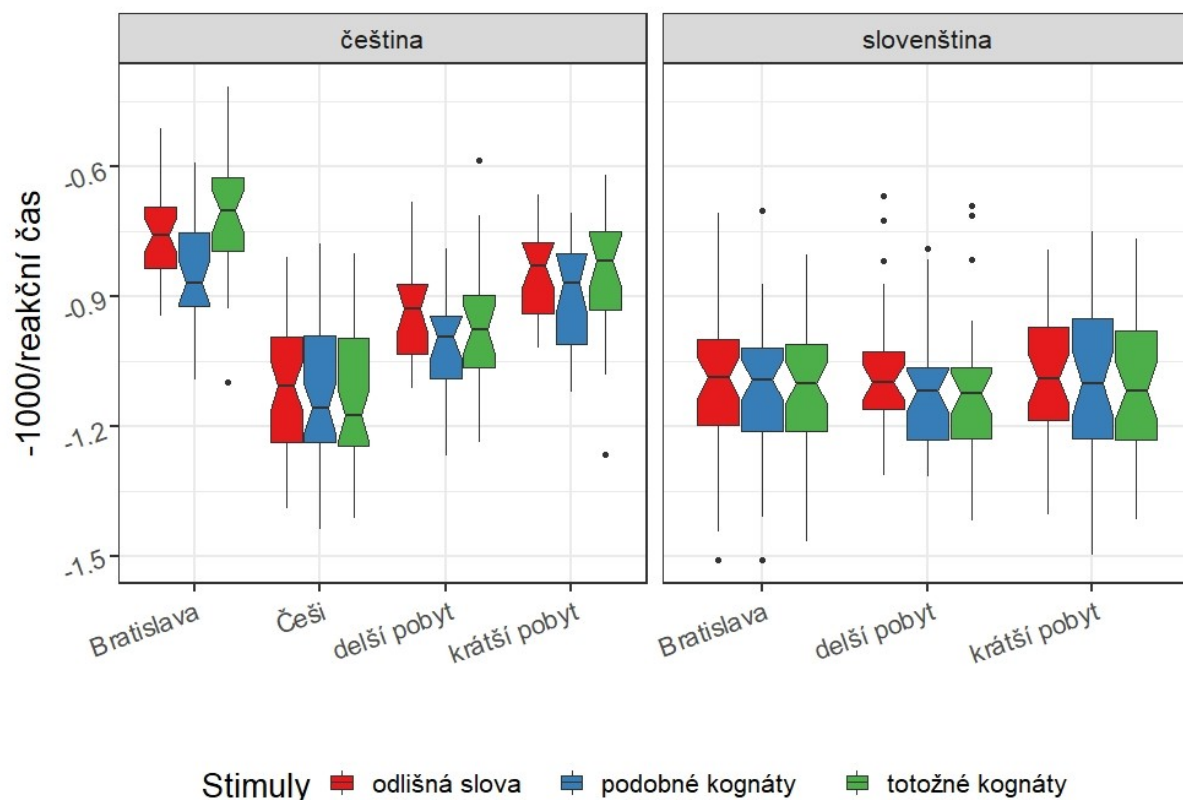 čeština
slovenština
-1000/reakční čas
-0.6
-0.9
-1.2
-1.5
Bratislava
Češi
delší pobyt
krátší pobyt
Bratislava
delší pobyt
krátší pobyt
Stimuly odlišná slova podobné kognáty totožné kognáty